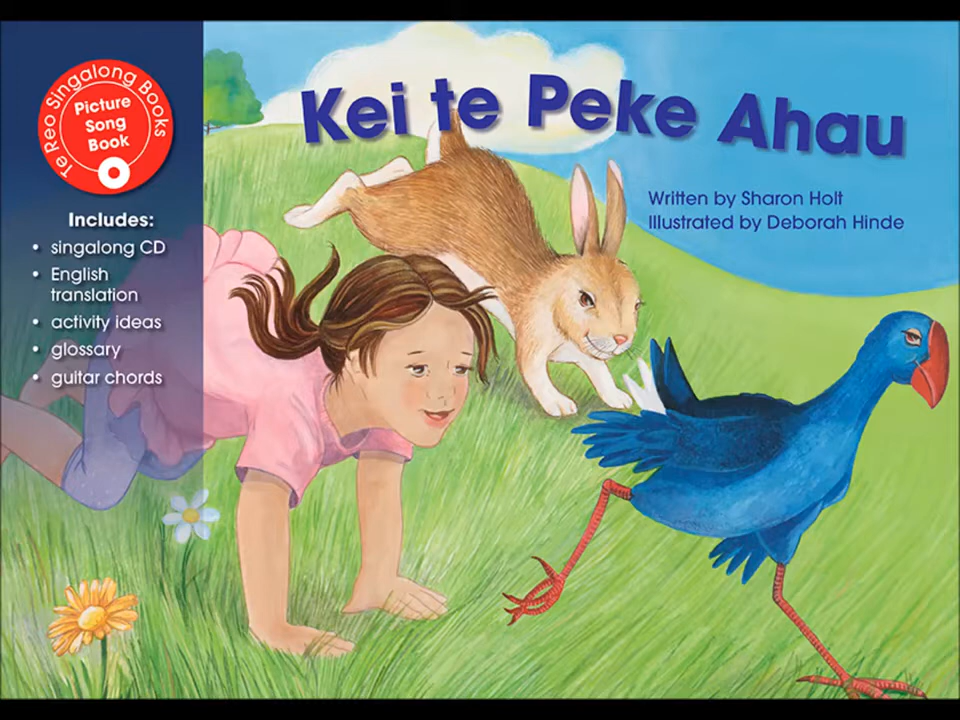 Te Reo Singalong Books
Picture
Song
Book
Includes:
• singalong CD
• English
translation
• activity ideas
• glossary
• guitar chords
Kei te Peke Ahau
Written by Sharon Holt
Illustrated by Deborah Hinde